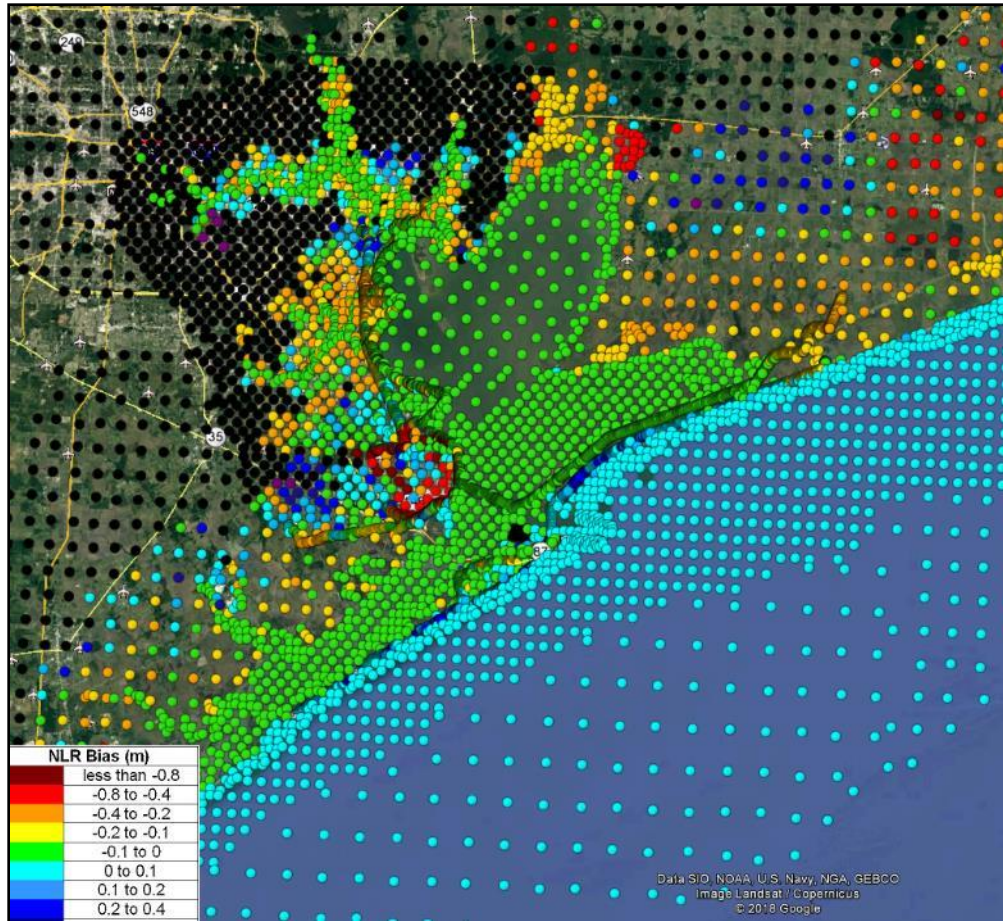 249
548
35
87
NLR Bias (m)
less than -0.8
-0.8 to -0.4
-0.4 to -0.2
-0.2 to -0.1
-0.1 to 0
0 to 0.1
0.1 to 0.2
0.2 to 0.4
Data SIO, NOAA, U.S. Navy, NGA, GEBCO
Image Landsat / Copernicus
© 2018 Google